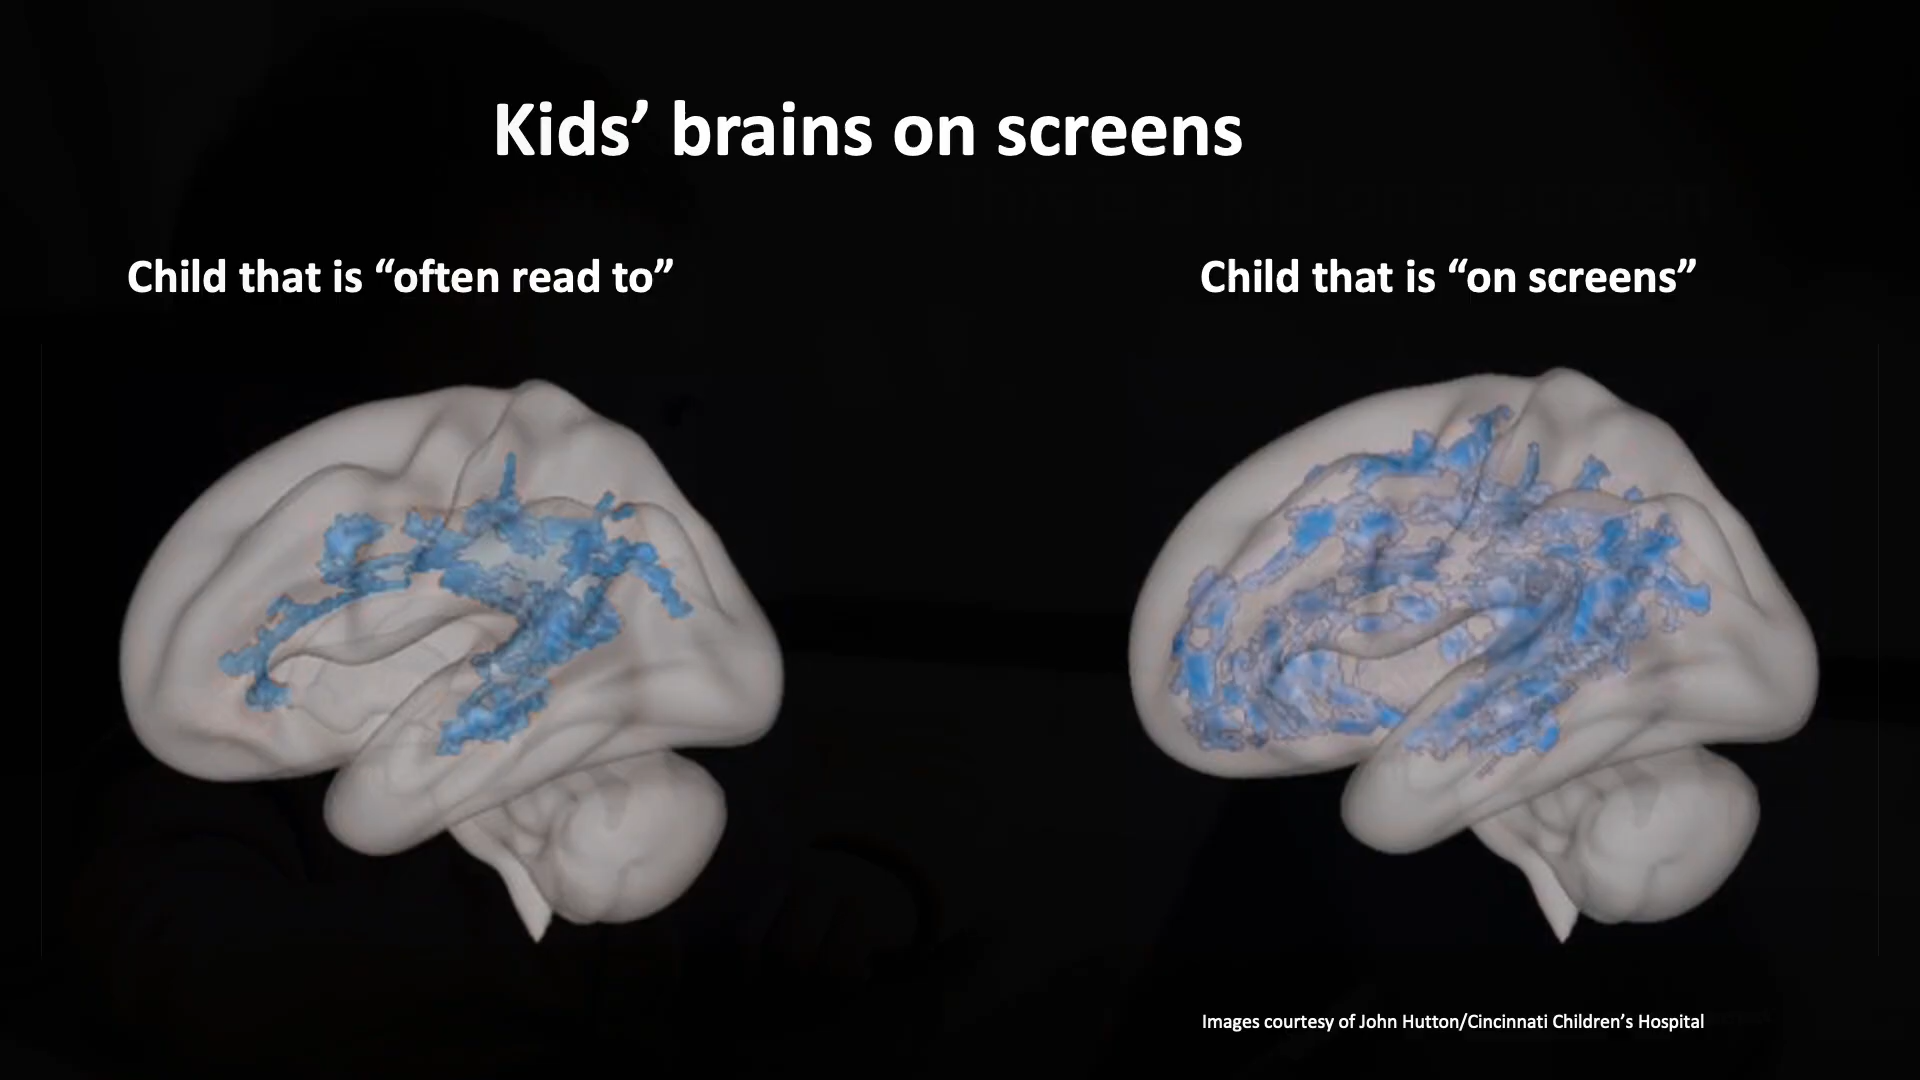 Kids’ brains on screens
Child that is “often read to”
Child that is “on screens”
Images courtesy of John Hutton/Cincinnati Children’s Hospital